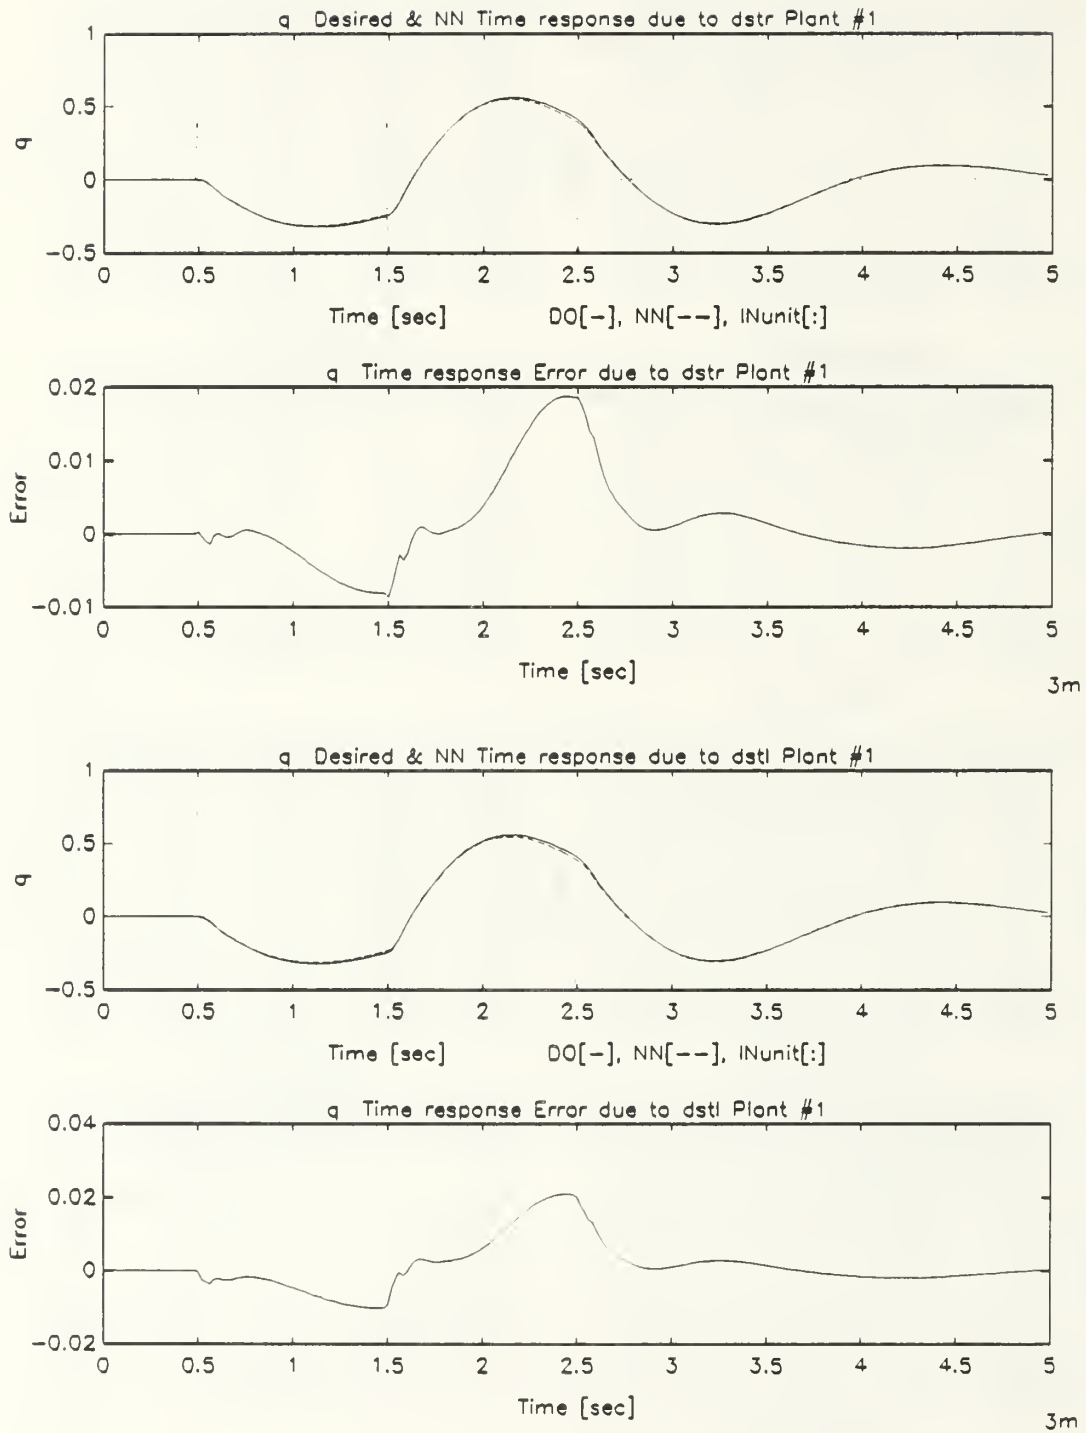 q Desired & NN Time response due to dstr Plant #1
1
0.5
0
-0.5
q
0 0.5 1 1.5 2 2.5 3 3.5 4 4.5 5
Time [sec] DO[-], NN[--], INunit[:]
q Time response Error due to dstr Plant #1
0.02
0.01
0
-0.01
Error
0 0.5 1 1.5 2 2.5 3 3.5 4 4.5 5
Time [sec]
3m
q Desired & NN Time response due to dstl Plant #1
1
0.5
0
-0.5
q
0 0.5 1 1.5 2 2.5 3 3.5 4 4.5 5
Time [sec] DO[-], NN[--], INunit[:]
q Time response Error due to dstl Plant #1
0.04
0.02
0
-0.02
Error
0 0.5 1 1.5 2 2.5 3 3.5 4 4.5 5
Time [sec]
3m